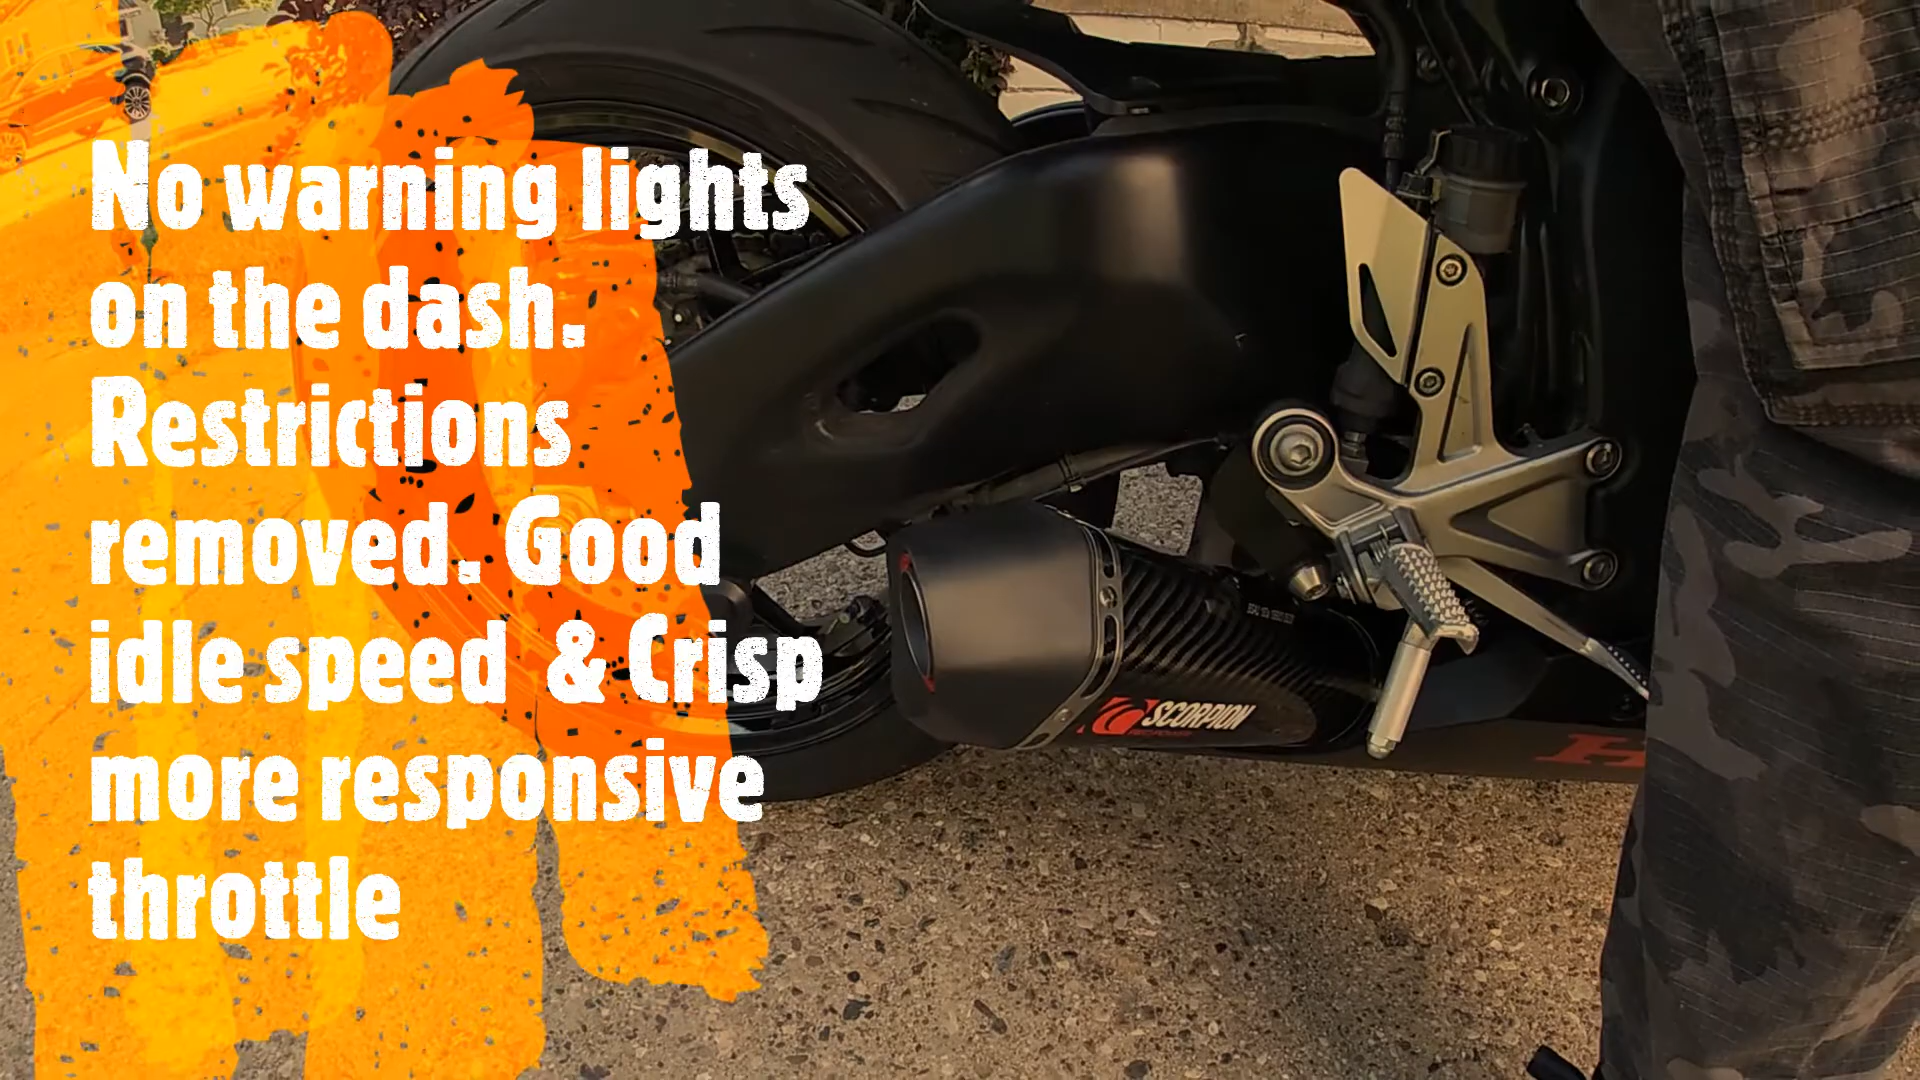 No warning lights
on the dash.
Restrictions
removed. Good
idle speed & Crisp
more responsive
throttle
SCORPION
H